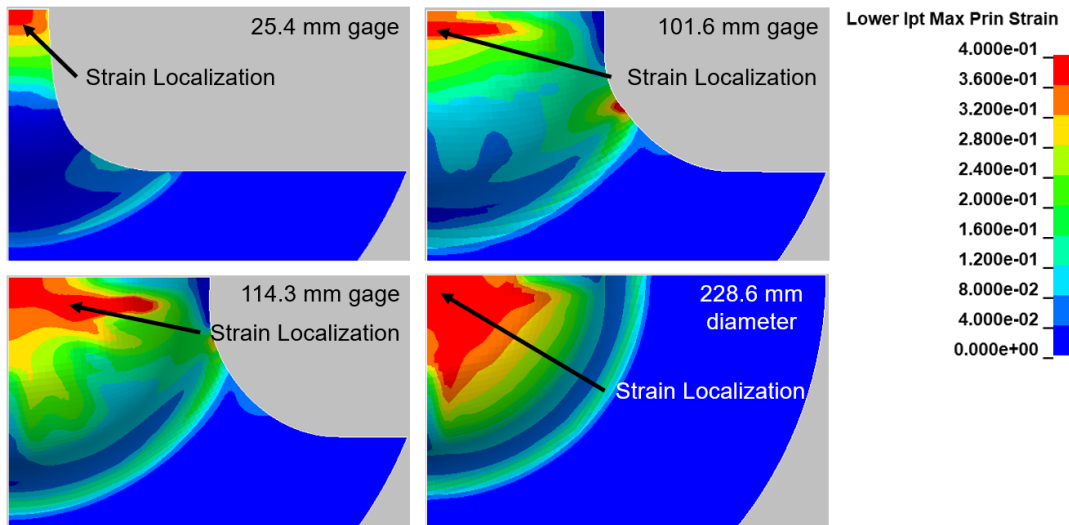 25.4 mm gage
Strain Localization
101.6 mm gage
Strain Localization
114.3 mm gage
Strain Localization
228.6 mm
diameter
Strain Localization
Lower Ipt Max Prin Strain
4.000e-01
3.600e-01
3.200e-01
2.800e-01
2.400e-01
2.000e-01
1.600e-01
1.200e-01
8.000e-02
4.000e-02
0.000e+00